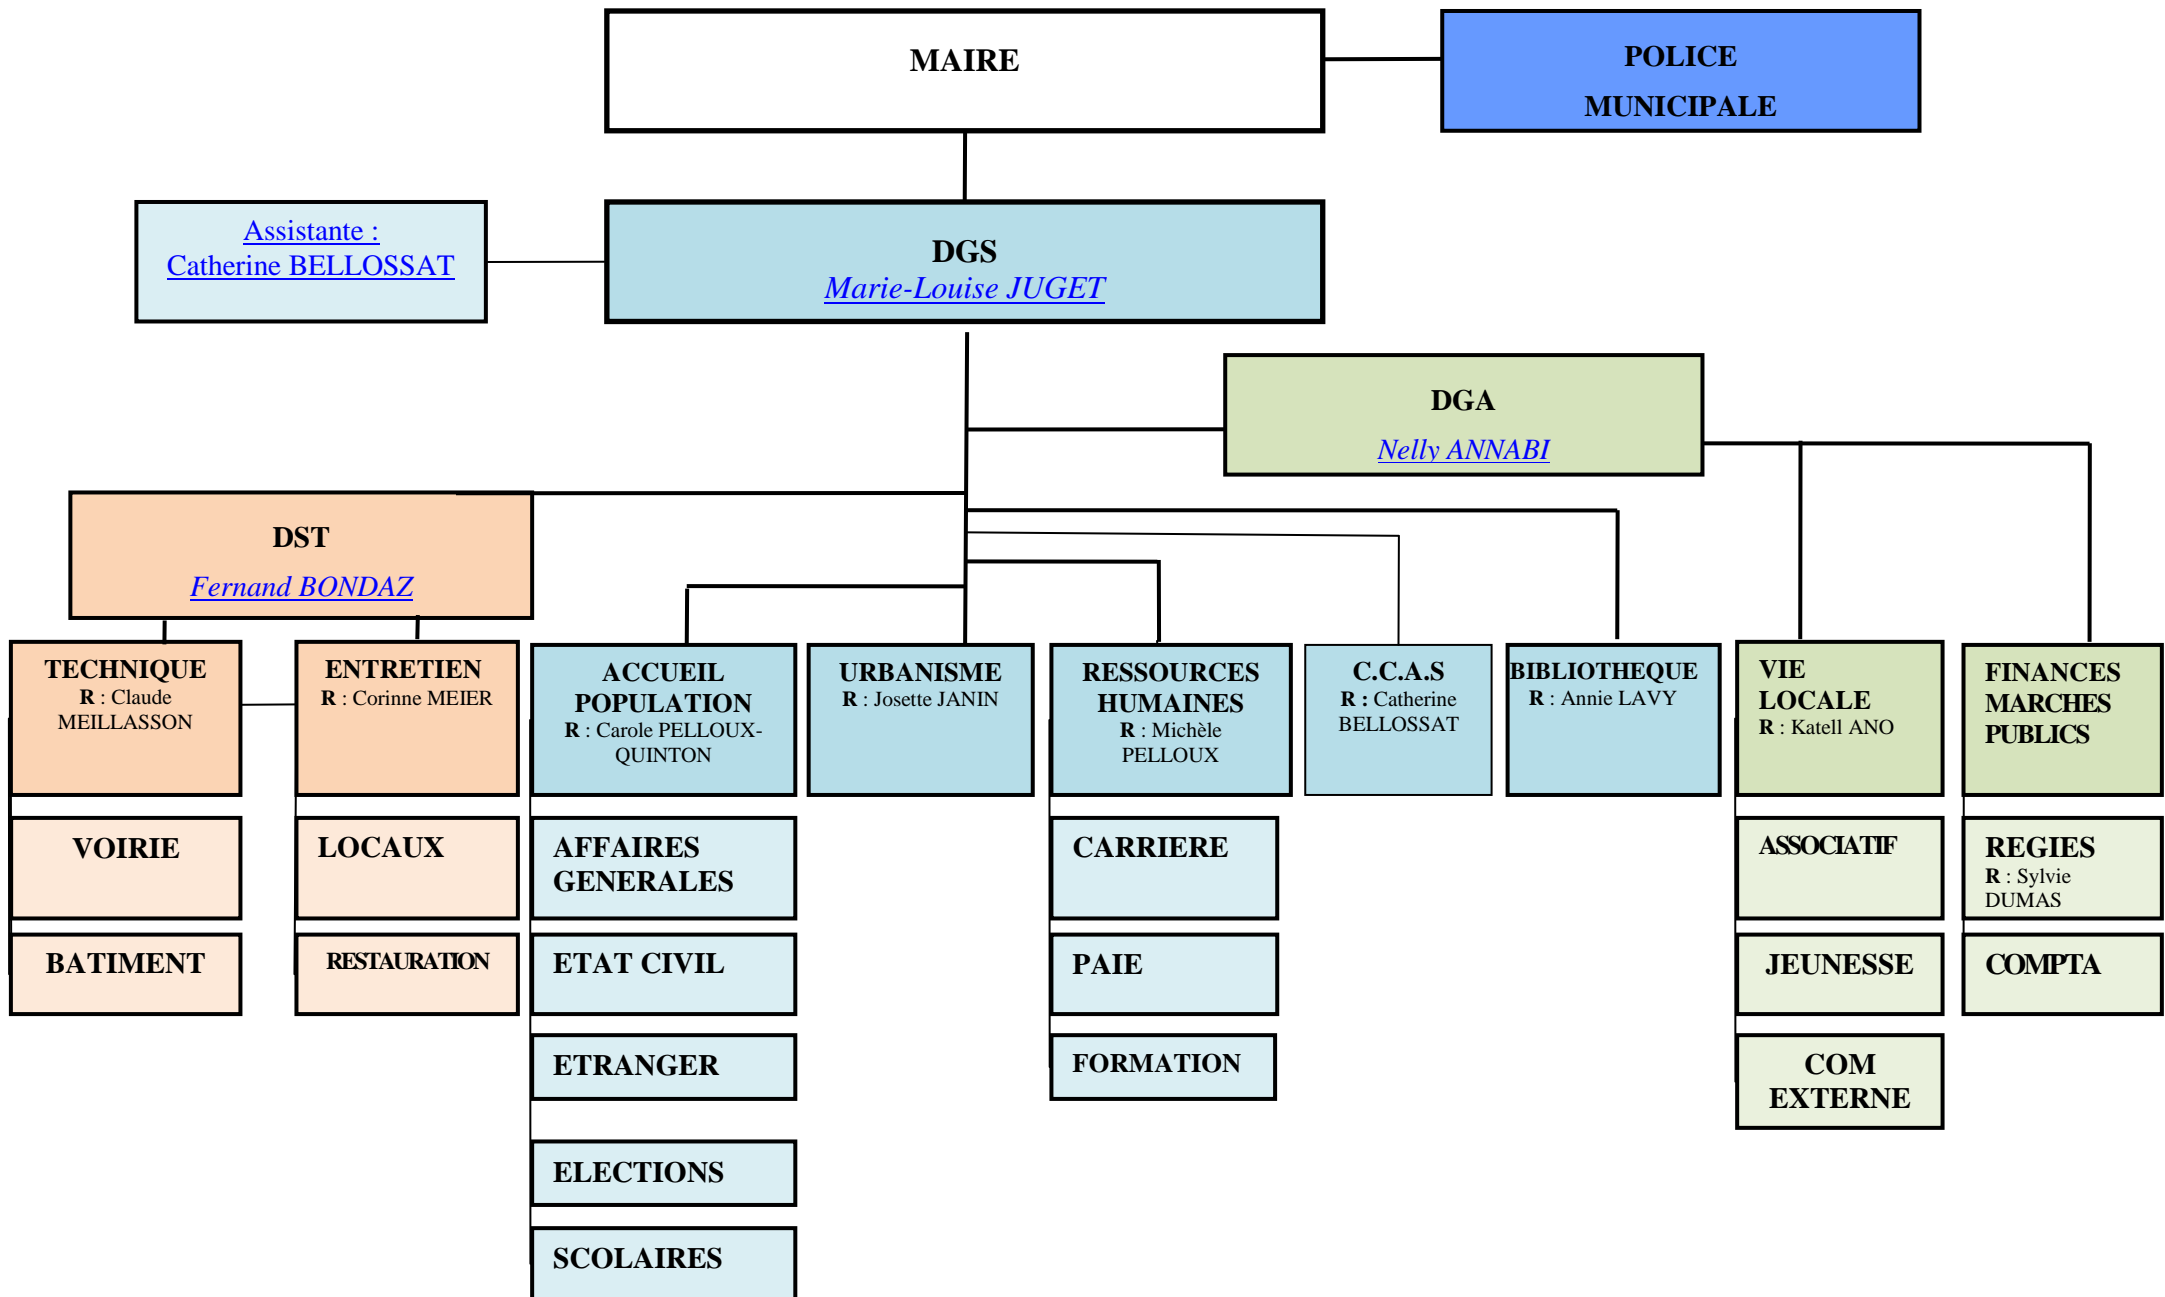 MAIRE
POLICE
MUNICIPALE
Assistante :
Catherine BELLOSSAT
DGS
Marie-Louise JUGET
DGA
Nelly ANNABI
DST
Fernand BONDAZ
TECHNIQUE
R : Claude
MEILLASSON
ENTRETIEN
R : Corinne MEIER
ACCUEIL
POPULATION
R : Carole PELLOUX-
QUINTON
URBANISME
R : Josette JANIN
RESSOURCES
HUMAINES
R : Michèle
PELLOUX
C.C.A.S
R : Catherine
BELLOSSAT
BIBLIOTHEQUE
R : Annie LAVY
VIE
LOCALE
R : Katell ANO
FINANCES
MARCHES
PUBLICS
VOIRIE
LOCAUX
AFFAIRES
GENERALES
CARRIERE
ASSOCIATIF
REGIES
R : Sylvie
DUMAS
BATIMENT
RESTAURATION
ETAT CIVIL
PAIE
JEUNESSE
COMPTA
ETRANGER
FORMATION
COM
EXTERNE
ELECTIONS
SCOLAIRES